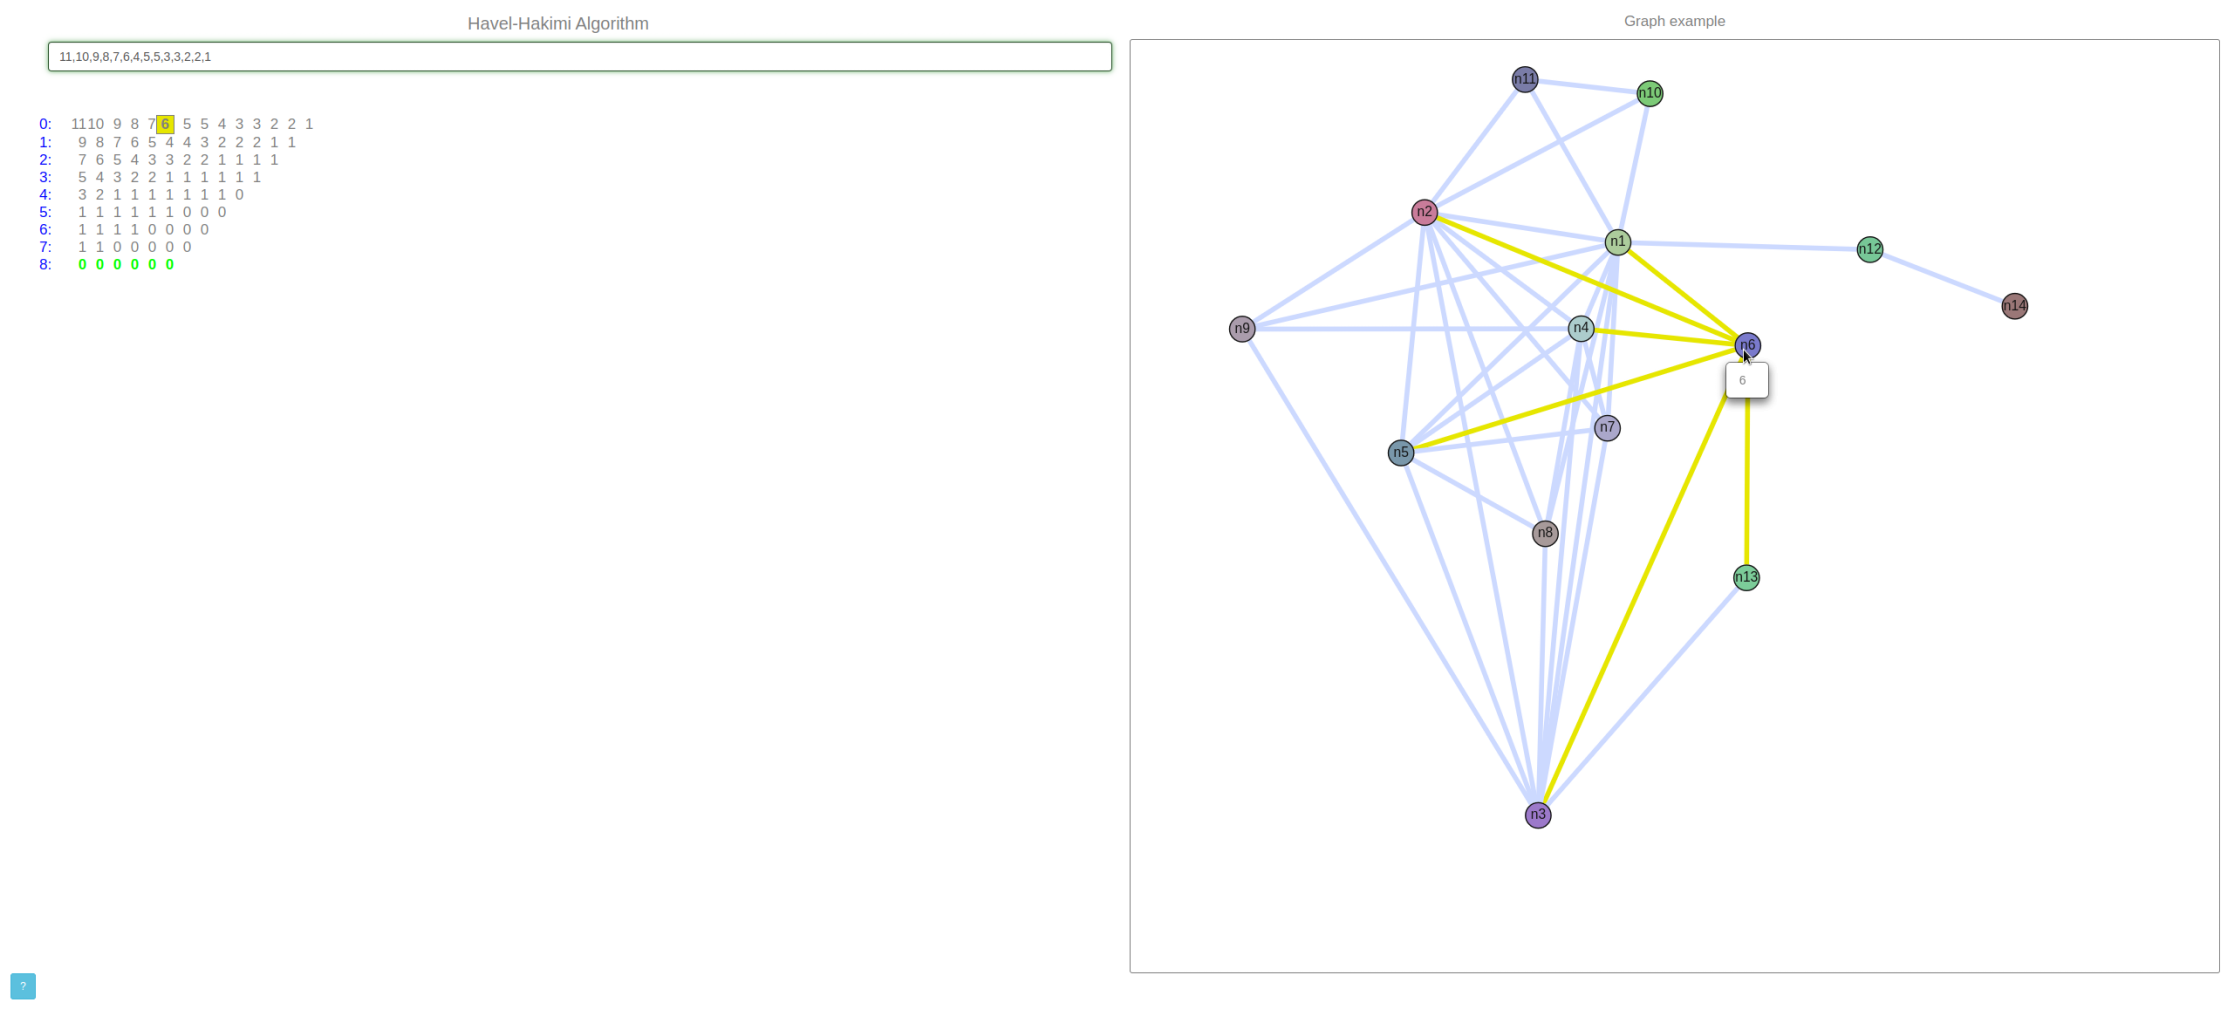 Havel-Hakimi Algorithm
11,10,9,8,7,6,4,5,5,3,3,2,2,1
0: 11 10 9 8 7 6 5 5 4 3 3 2 2 1
1: 9 8 7 6 5 4 4 3 2 2 2 1 1
2: 7 6 5 4 3 3 2 2 1 1 1 1
3: 5 4 3 2 2 1 1 1 1 1 1
4: 3 2 1 1 1 1 1 1 1 0
5: 1 1 1 1 1 1 0 0 0
6: 1 1 1 1 0 0 0 0
7: 1 1 0 0 0 0 0
8: 0 0 0 0 0 0
?
Graph example
n11
n10
n2
n1
n12
n14
n9
n4
n6
6
n7
n5
n8
n13
n3